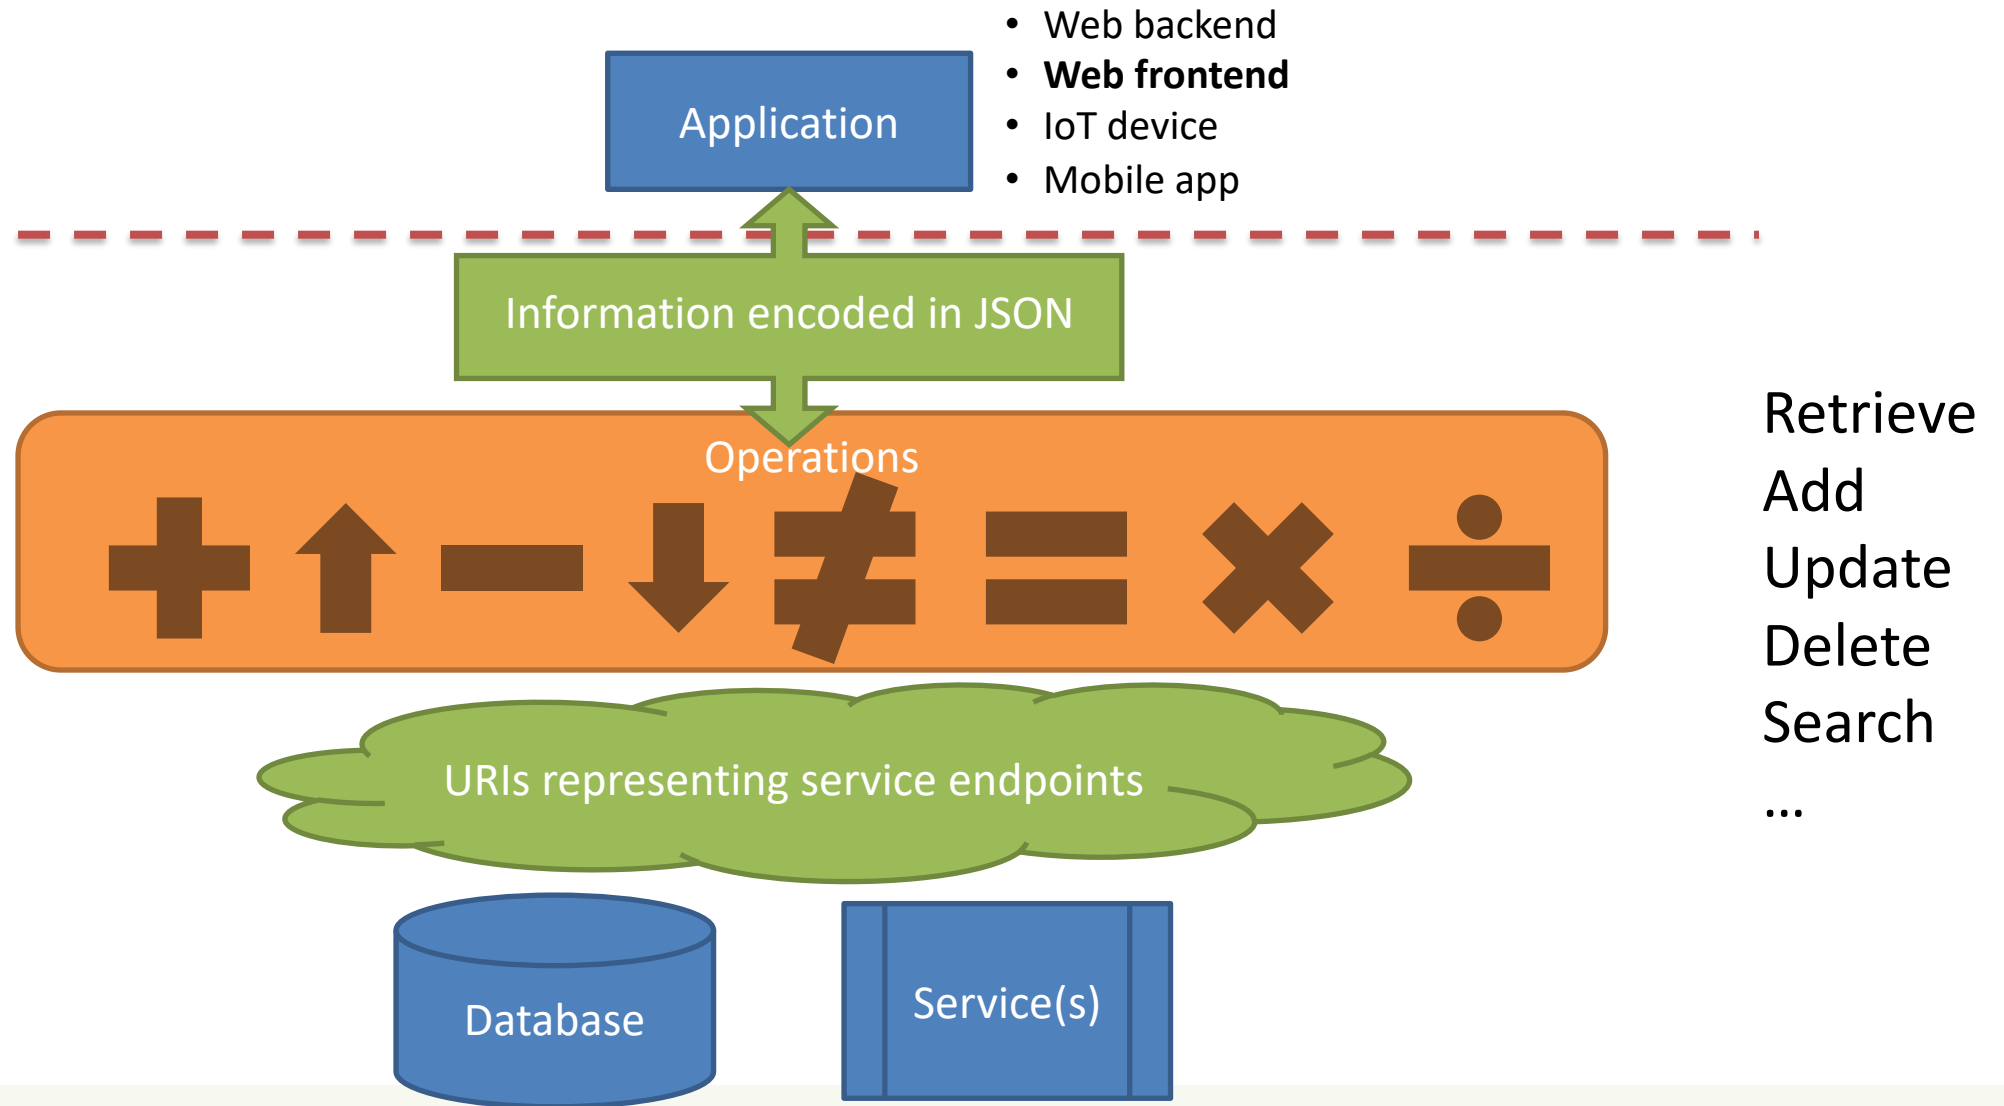 • Web backend
• Web frontend
• IoT device
• Mobile app
Application
Information encoded in JSON
Operations
Retrieve
Add
Update
Delete
Search
...
URIs representing service endpoints
Database
Service(s)